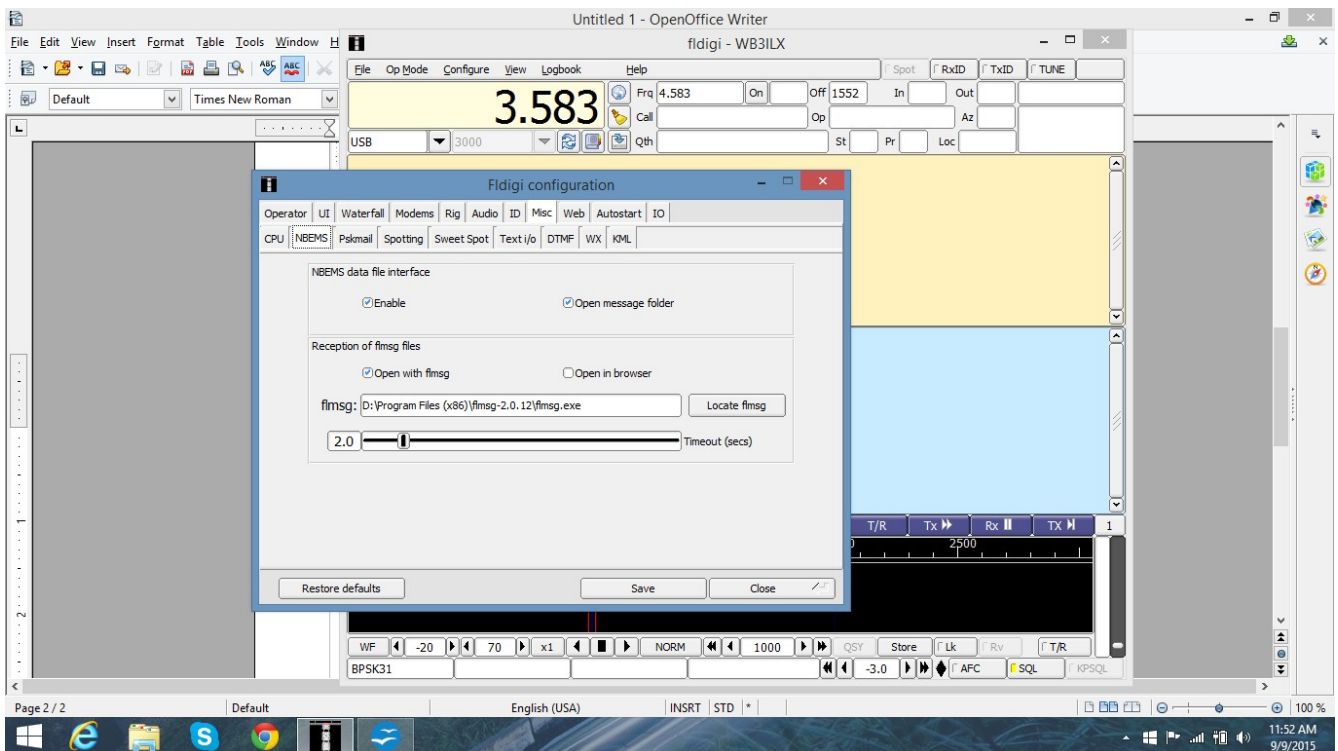 Untitled 1 - OpenOffice Writer
File Edit View Insert Format Table Tools Window H
Default Times New Roman
fldigi - WB3ILX
File Op Mode Configure View Logbook Help Spot RxID TxID TUNE
3.583 Frq 4.583 On Off 1552 In Out
Call Op Az
USB 3000 Qth St Pr Loc
Fldigi configuration
Operator UI Waterfall Modems Rig Audio ID Misc Web Autostart IO
CPU NBEMS Pskmail Spotting Sweet Spot Text i/o DTMF WX KML
NBEMS data file interface
Enable Open message folder
Reception of flmsg files
Open with flmsg Open in browser
flmsg: D:\Program Files (x86)\flmsg-2.0.12\flmsg.exe Locate flmsg
2.0 Timeout (secs)
Restore defaults Save Close
T/R Tx Rx TX 1
2500
WF -20 70 x1 NORM 1000 QSY Store Lk Rv T/R
BPSK31 -3.0 AFC SQL KPSQL
1
2
Page 2 / 2 Default English (USA) INSRT STD * 100 %
11:52 AM
9/9/2015